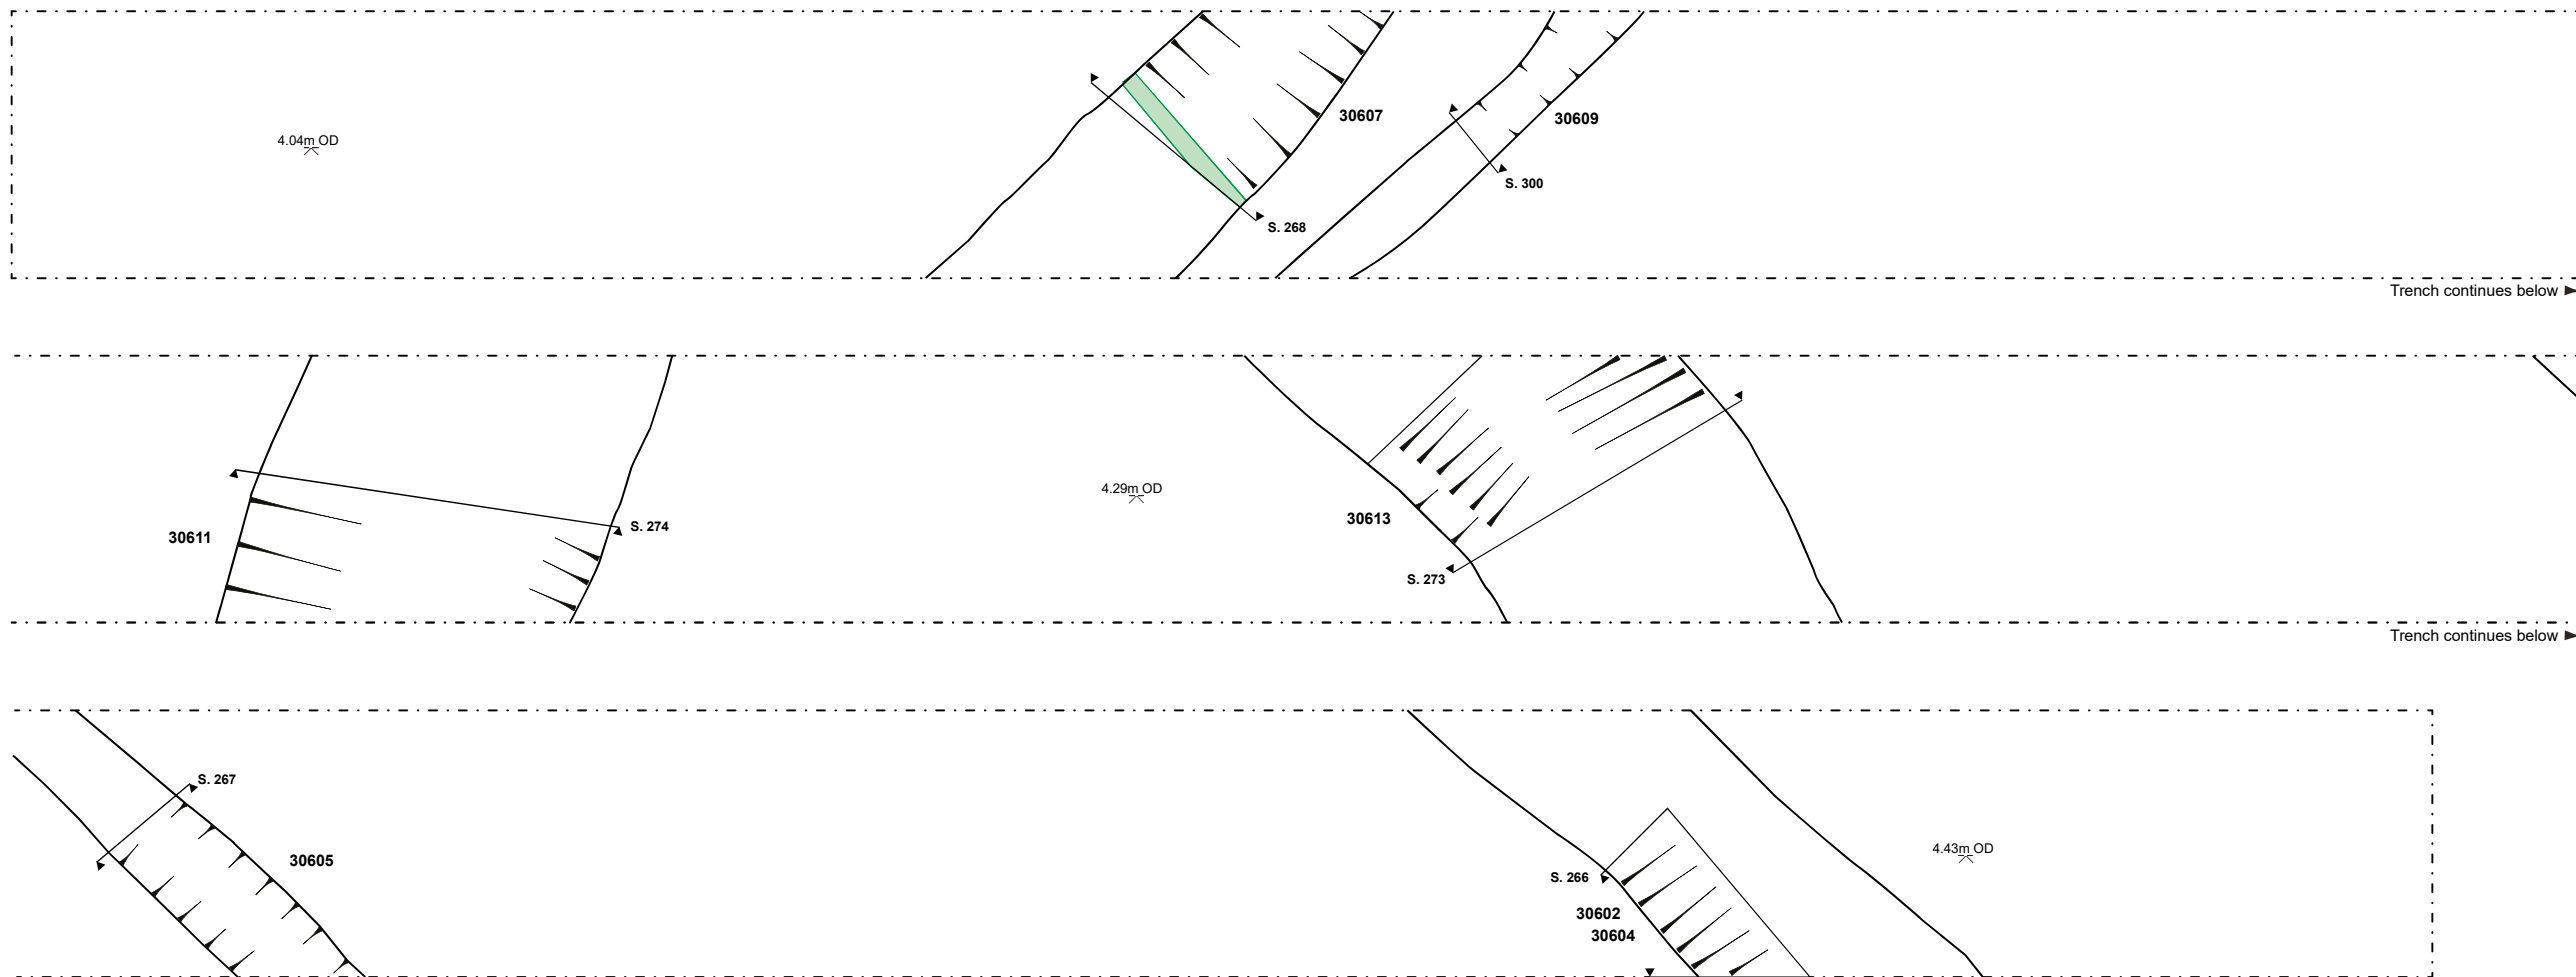 30607
30609
4.04m OD
S. 300
S. 268
Trench continues below
4.29m OD
30613
S. 274
30611
S. 273
Trench continues below
S. 267
4.43m OD
30605
S. 266
30602
30604